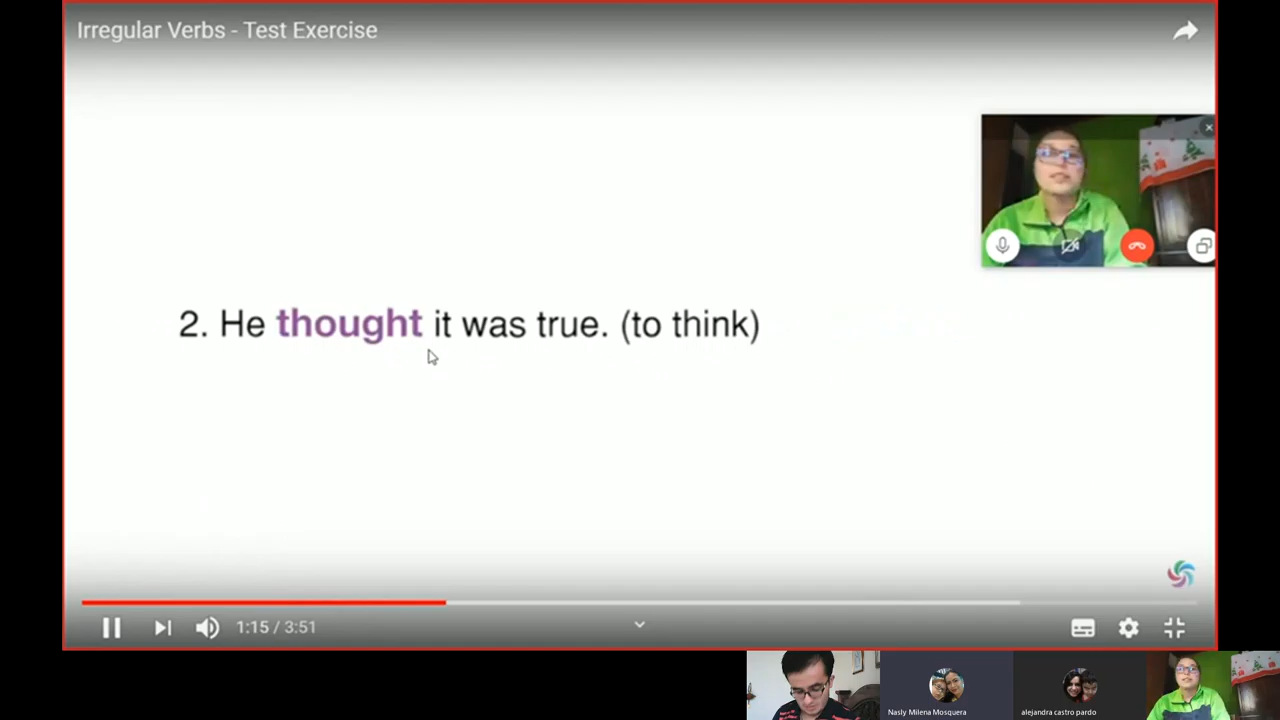 Irregular Verbs - Test Exercise
2. He thought it was true. (to think)
1:15 / 3:51
Nasly Milena Mosquera
alejandra castro pardo